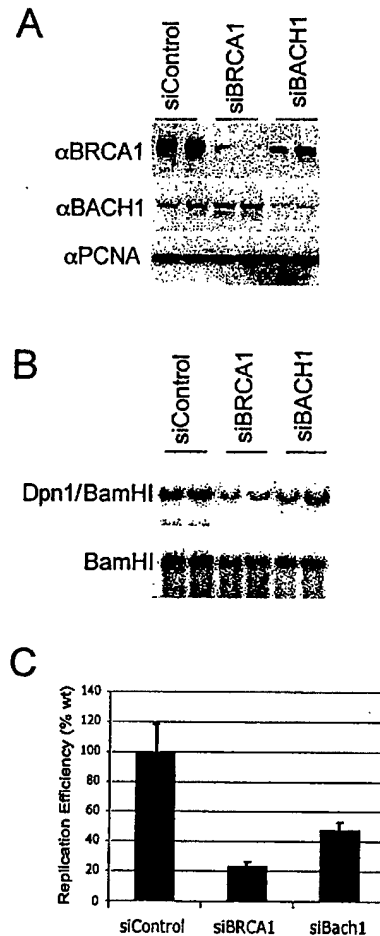 A
siControl
siBRCA1
siBACH1
αBRCA1
αBACH1
αPCNA
B
siControl
siBRCA1
siBACH1
Dpn1/BamHI
BamHI
C
Replication Efficiency (% wt)
140
120
100
80
60
40
20
0
siControl
siBRCA1
siBach1